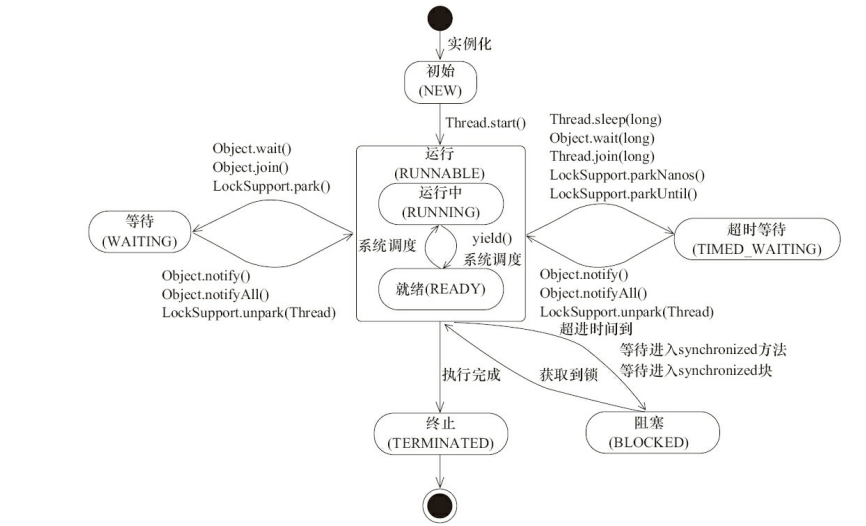 实例化
初始
(NEW)
Thread.start()
Object.wait()
Object.join()
LockSupport.park()
Thread.sleep(long)
Object.wait(long)
Thread.join(long)
LockSupport.parkNanos()
LockSupport.parkUntil()
运行
(RUNNABLE)
运行中
(RUNNING)
系统调度
yield()
系统调度
就绪(READY)
等待
(WAITING)
超时等待
(TIMED_WAITING)
Object.notify()
Object.notifyAll()
LockSupport.unpark(Thread)
Object.notify()
Object.notifyAll()
LockSupport.unpark(Thread)
超进时间到
等待进入synchronized方法
等待进入synchronized块
执行完成
获取到锁
终止
(TERMINATED)
阻塞
(BLOCKED)